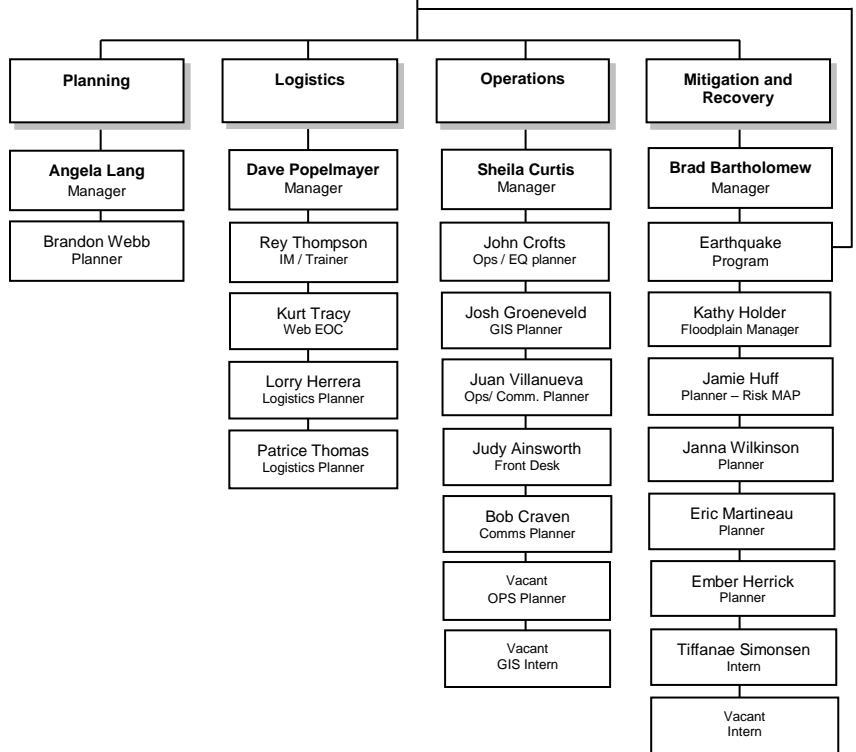 Planning
Angela Lang
Manager
Brandon Webb
Planner
Logistics
Dave Popelmayer
Manager
Rey Thompson
IM / Trainer
Kurt Tracy
Web EOC
Lorry Herrera
Logistics Planner
Patrice Thomas
Logistics Planner
Operations
Sheila Curtis
Manager
John Crofts
Ops / EQ planner
Josh Groeneveld
GIS Planner
Juan Villanueva
Ops/ Comm. Planner
Judy Ainsworth
Front Desk
Bob Craven
Comms Planner
Vacant
OPS Planner
Vacant
GIS Intern
Mitigation and
Recovery
Brad Bartholomew
Manager
Earthquake
Program
Kathy Holder
Floodplain Manager
Jamie Huff
Planner – Risk MAP
Janna Wilkinson
Planner
Eric Martineau
Planner
Ember Herrick
Planner
Tiffanae Simonsen
Intern
Vacant
Intern